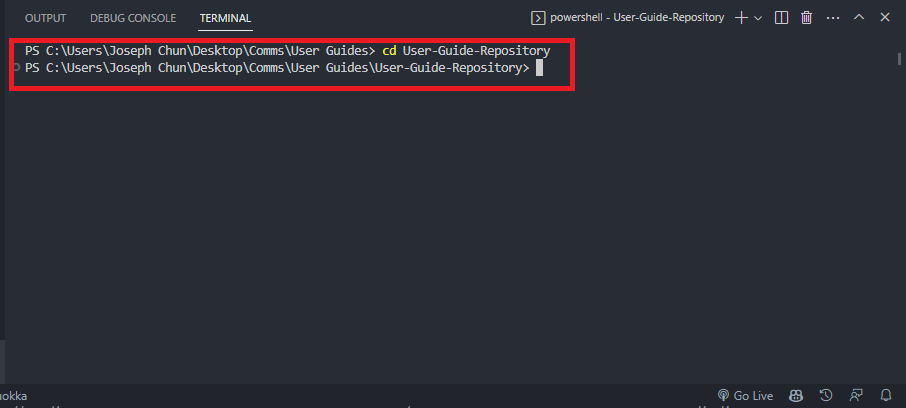 OUTPUT DEBUG CONSOLE TERMINAL powershell - User-Guide-Repository
PS C:\Users\Joseph Chun\Desktop\Comms\User Guides> cd User-Guide-Repository
PS C:\Users\Joseph Chun\Desktop\Comms\User Guides\User-Guide-Repository>
uokka Go Live